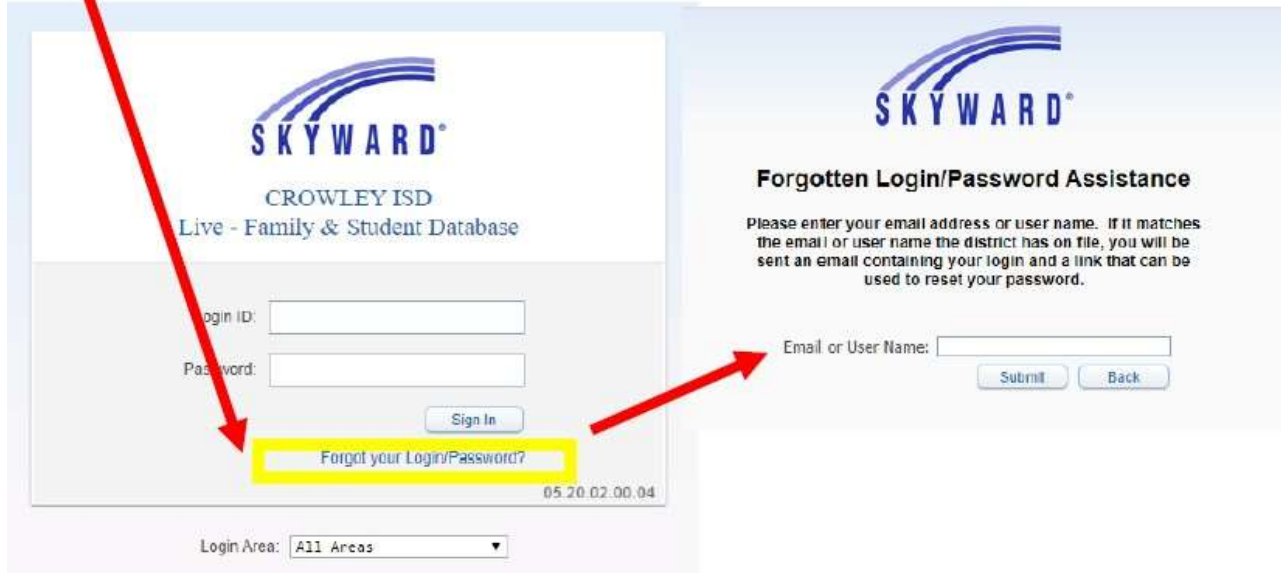 SKYWARD®
CROWLEY ISD
Live - Family & Student Database
Login ID:
Password:
Sign In
Forgot your Login/Password?
05.20.02.00.04
Login Area: All Areas
SKYWARD®
Forgotten Login/Password Assistance
Please enter your email address or user name. If it matches
the email or user name the district has on file, you will be
sent an email containing your login and a link that can be
used to reset your password.
Email or User Name:
Submit Back